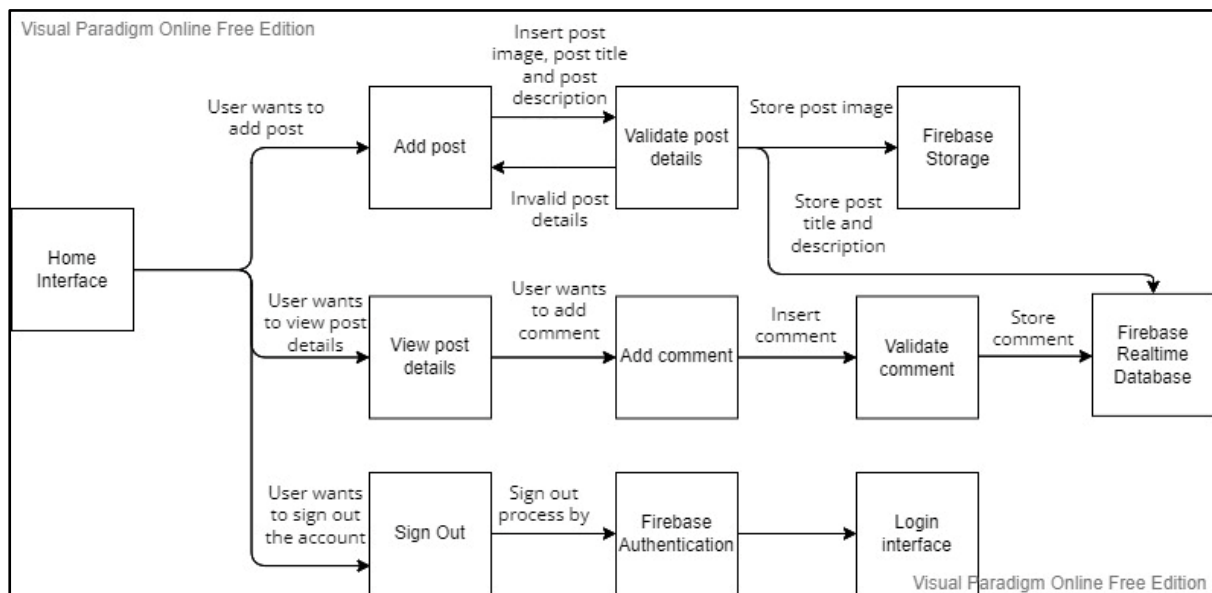 Visual Paradigm Online Free Edition
Insert post
image, post title
and post
description
User wants to
add post
Add post
Validate post
details
Store post image
Firebase
Storage
Invalid post
details
Store post
title and
description
Home
Interface
User wants
to view post
details
View post
details
User wants
to add
comment
Add comment
Insert
comment
Validate
comment
Store
comment
Firebase
Realtime
Database
User wants
to sign out
the account
Sign Out
Sign out
process by
Firebase
Authentication
Login
interface
Visual Paradigm Online Free Edition